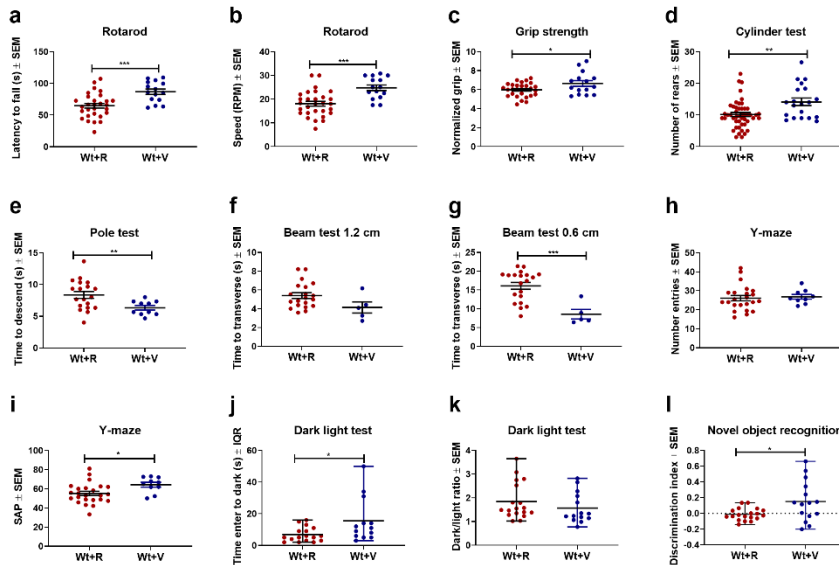 a
Rotarod
***
Latency to fall (s) ± SEM
150
100
50
0
Wt+R Wt+V
b
Rotarod
***
Speed (RPM) ± SEM
50
40
30
20
10
0
Wt+R Wt+V
c
Grip strength
*
Normalized grip ± SEM
10
8
6
4
2
0
Wt+R Wt+V
d
Cylinder test
**
Number of rears ± SEM
40
30
20
10
0
Wt+R Wt+V
e
Pole test
**
Time to descend (s) ± SEM
15
10
5
0
Wt+R Wt+V
f
Beam test 1.2 cm
Time to transverse (s) ± SEM
10
8
6
4
2
0
Wt+R Wt+V
g
Beam test 0.6 cm
***
Time to transverse (s) ± SEM
25
20
15
10
5
0
Wt+R Wt+V
h
Y-maze
Number entries ± SEM
50
40
30
20
10
0
Wt+R Wt+V
i
Y-maze
*
SAP ± SEM
100
80
60
40
20
0
Wt+R Wt+V
j
Dark light test
*
Time enter to dark (s) ± IQR
60
40
20
0
Wt+R Wt+V
k
Dark light test
Dark/light ratio ± SEM
4
3
2
1
0
Wt+R Wt+V
l
Novel object recognition
*
Discrimination index ± SEM
0.8
0.6
0.4
0.2
0.0
-0.2
-0.4
Wt+R Wt+V